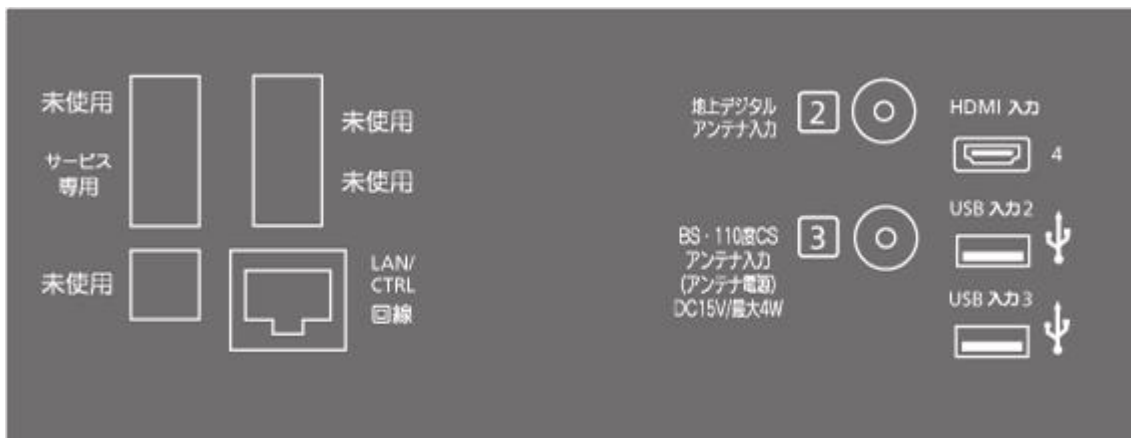 未使用
サービス
専用
未使用
未使用
未使用
LAN/
CTRL
回線
地上デジタル
アンテナ入力
2
BS・110度CS
アンテナ入力
(アンテナ電源)
DC15V/最大4W
3
HDMI 入力
4
USB 入力2
USB 入力3